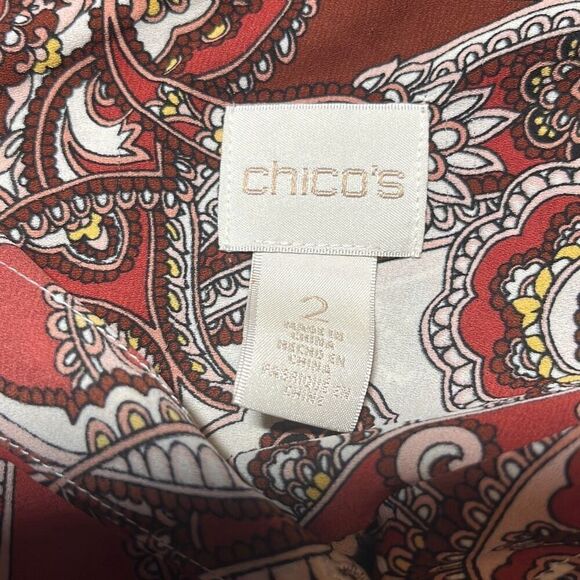 chico's
2
MADE IN
CHINA
HECHO EN
CHINA
FABRIQUÉ EN
CHINE